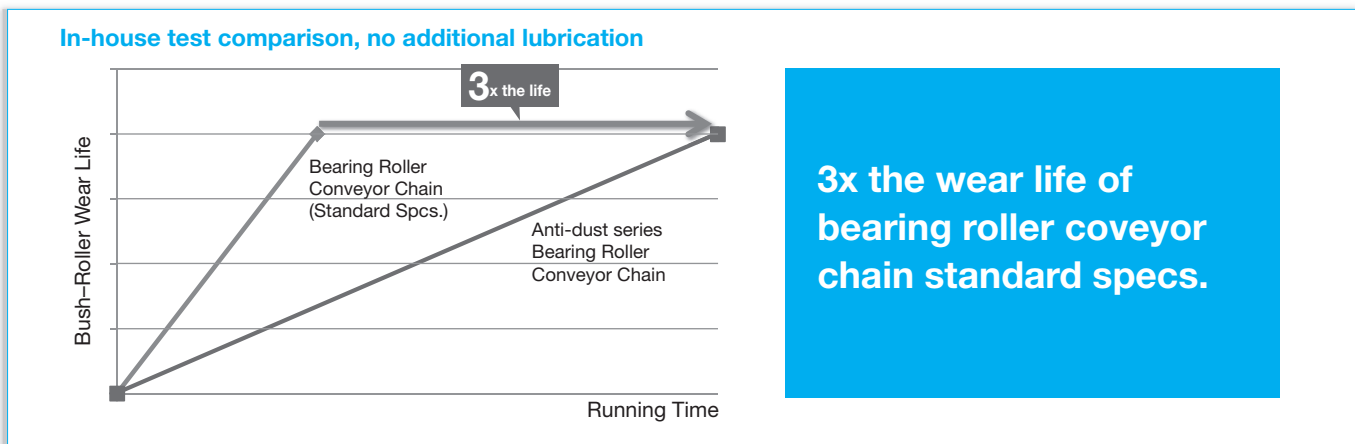 In-house test comparison, no additional lubrication
3x the life
Bush–Roller Wear Life
Bearing Roller
Conveyor Chain
(Standard Spcs.)
Anti-dust series
Bearing Roller
Conveyor Chain
Running Time
3x the wear life of
bearing roller coveyor
chain standard specs.